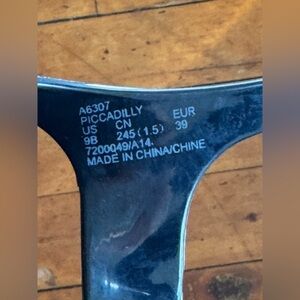 A6307
PICCADILLY EUR
US CN 39
9B 245(1.5)
7200049/A14.
MADE IN CHINA/CHINE